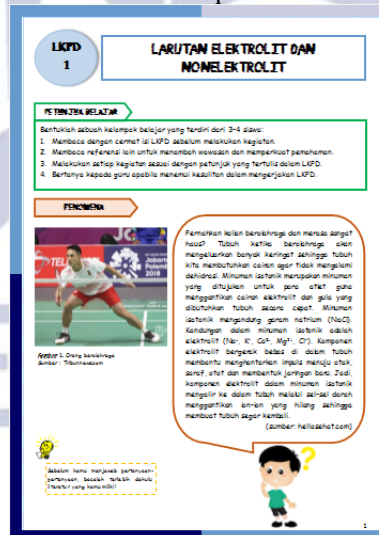 LKPD
1
LARUTAN ELEKTROLIT DAN
NONELEKTROLIT
PETUNJUK BELAJAR
Bentuklah sebuah kelompok belajar yang terdiri dari 3-4 siswa:
1. Membaca dengan cermat isi LKPD sebelum melakukan kegiatan
2. Membaca referensi lain untuk menambah wawasan dan memperkuat pemahaman.
3. Melakukan setiap kegiatan sesuai dengan petunjuk yang tertulis dalam LKPD.
4. Bertanya kepada guru apabila menemui kesulitan dalam mengerjakan LKPD.
FENOMENA
Pernahkan kalian berolahraga dan merasa sangat
haus? Tubuh ketika berolahraga akan
mengeluarkan banyak keringat sehingga tubuh
kita membutuhkan cairan agar tidak mengalami
dehidrasi. Minuman isotonik merupakan minuman
yang ditujukan untuk para atlet guna
menggantikan cairan elektrolit dan gula yang
dibutuhkan tubuh secara cepat. Minuman
isotonik mengandung garam natrium (NaCl).
Kandungan dalam minuman isotonik adalah
elektrolit (Na⁺, K⁺, Ca²⁺, Mg²⁺, Cl⁻). Komponen
elektrolit bergerak bebas di dalam tubuh
membantu menghantarkan impuls menuju otak,
saraf, otot dan membentuk jaringan baru. Jadi,
komponen elektrolit dalam minuman isotonik
mengalir ke dalam tubuh melalui sel-sel darah
menggantikan ion-ion yang hilang sehingga
membuat tubuh segar kembali.
(sumber: hellosehat.com)
Jakarta
Palemb
2018
Gambar 1. Orang berolahraga
Sumber : Tribunnews.com
Sebelum kamu menjawab pertanyaan-
pertanyaan, bacalah terlebih dahulu
literatur yang kamu miliki!
1